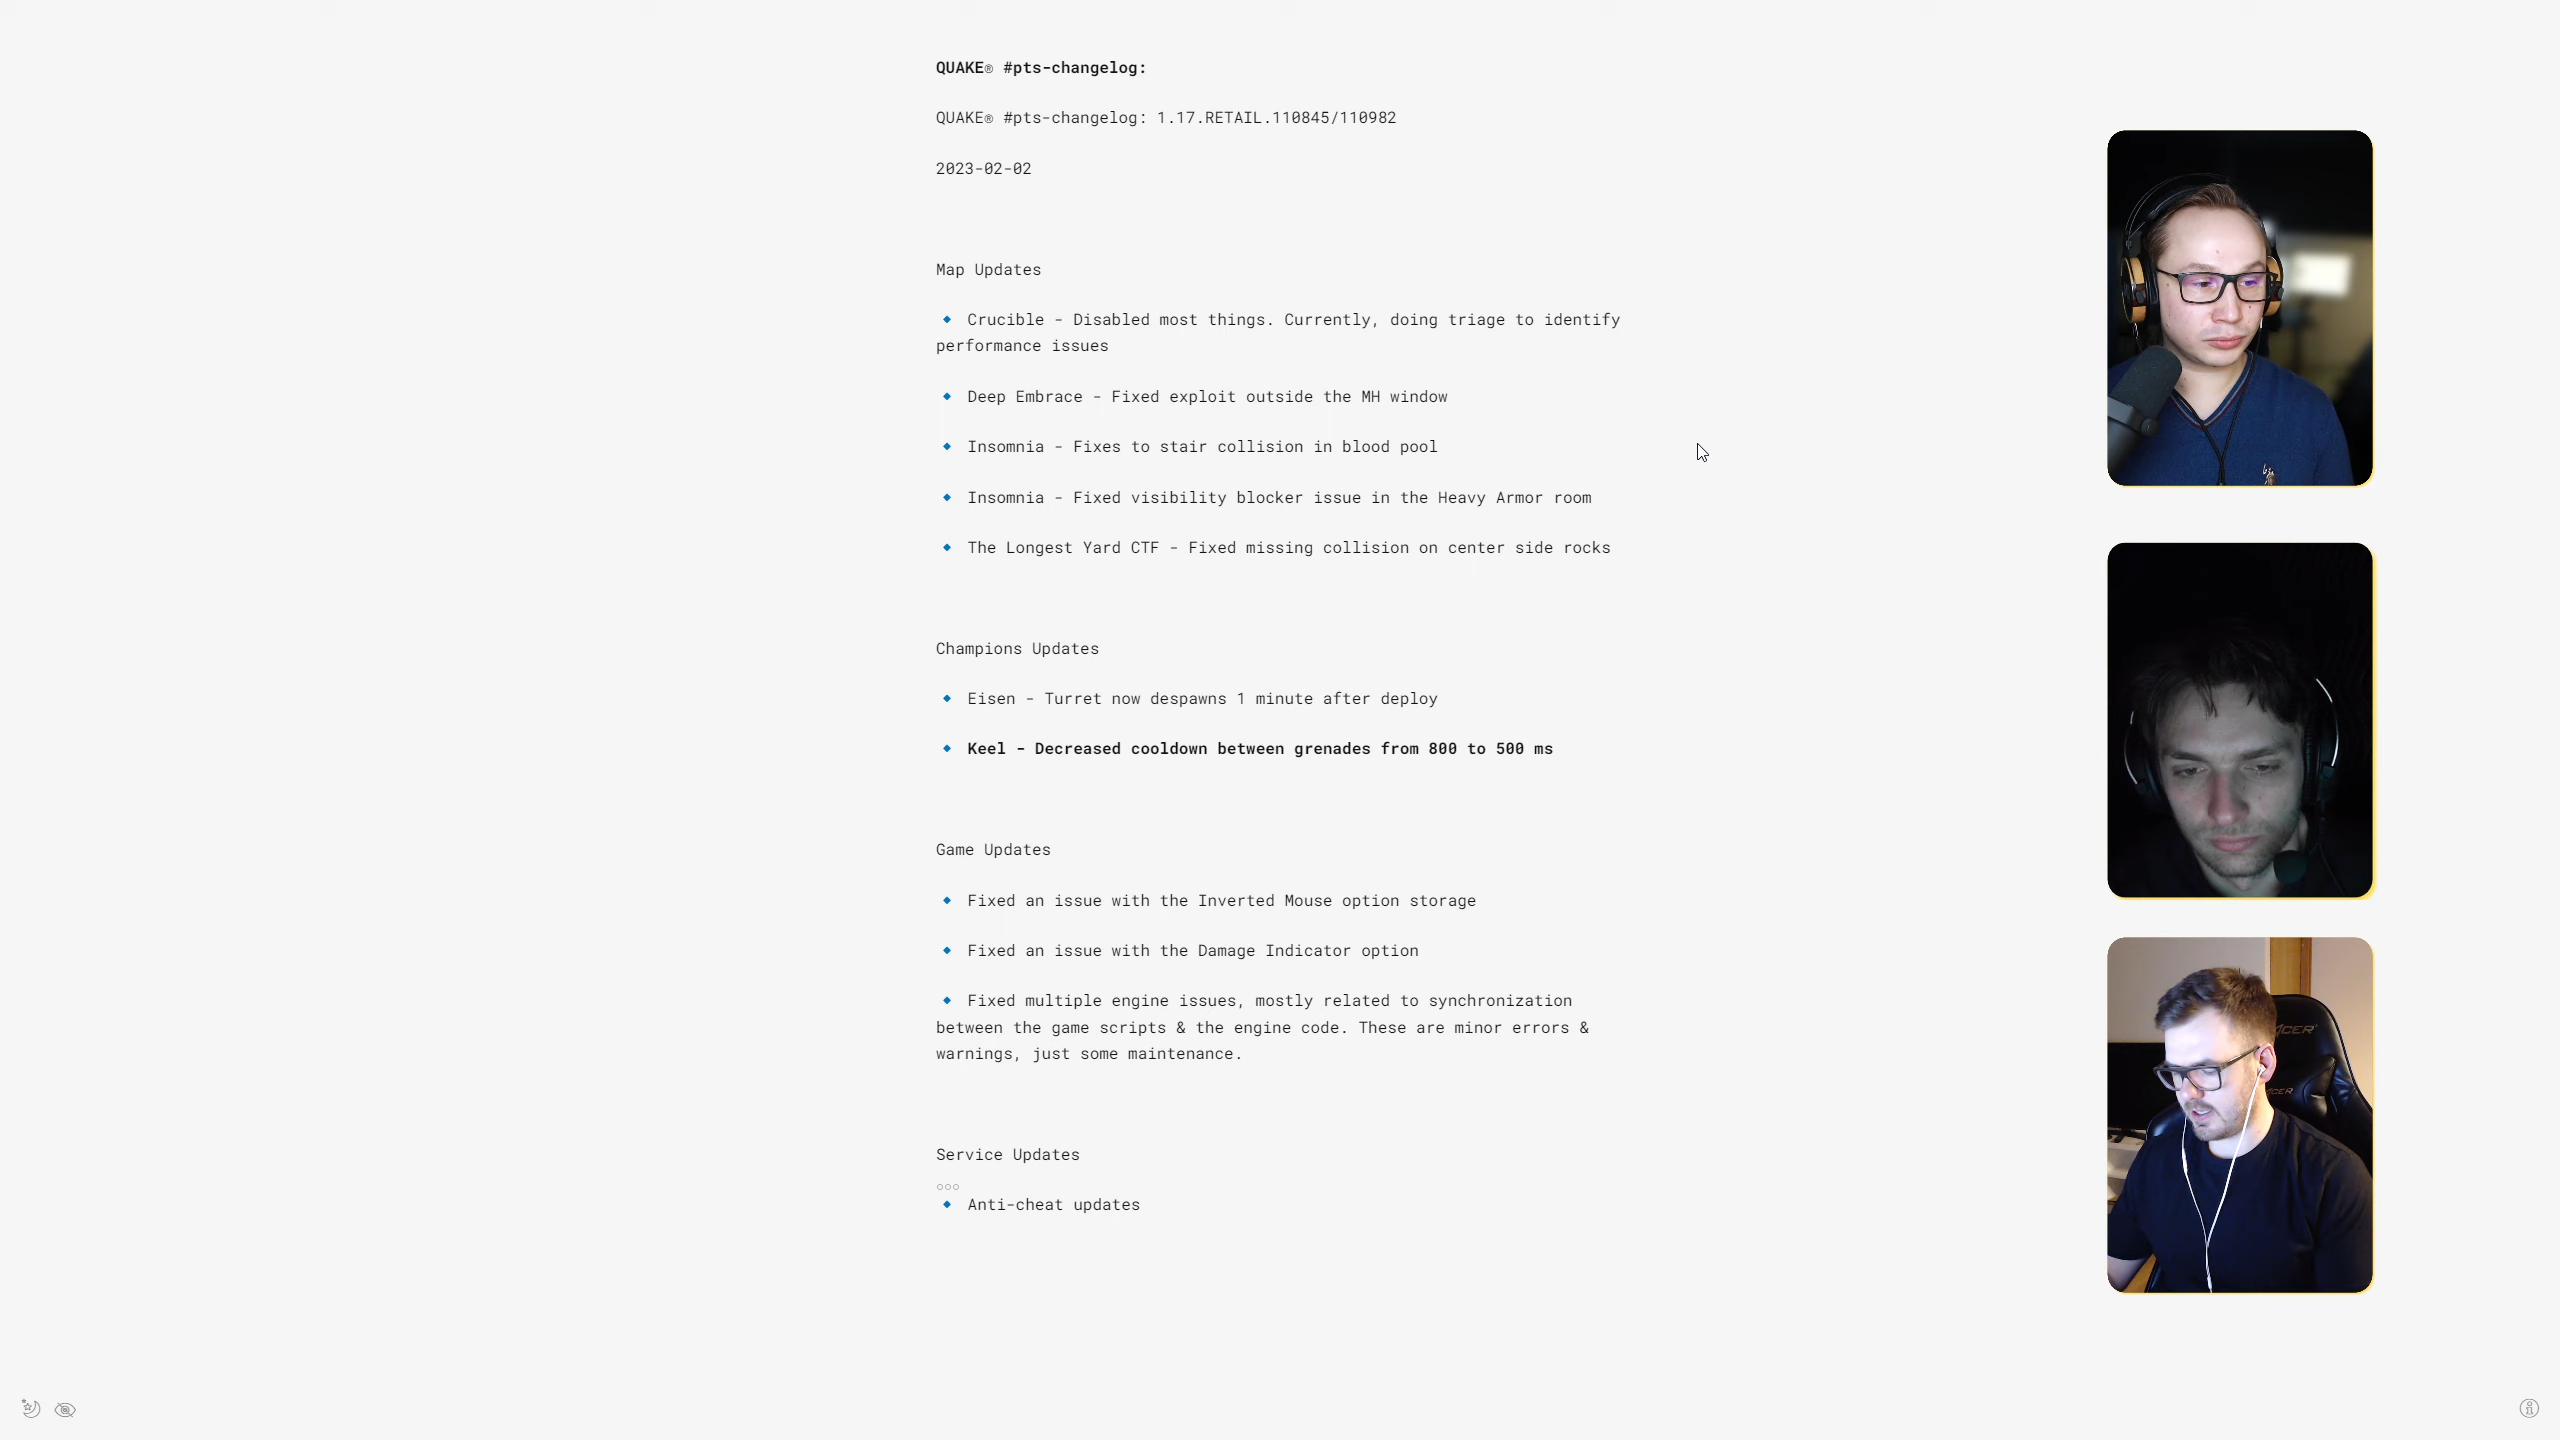 QUAKE® #pts-changelog:
QUAKE® #pts-changelog: 1.17.RETAIL.110845/110982
2023-02-02
Map Updates
🔹 Crucible - Disabled most things. Currently, doing triage to identify
performance issues
🔹 Deep Embrace - Fixed exploit outside the MH window
🔹 Insomnia - Fixes to stair collision in blood pool
🔹 Insomnia - Fixed visibility blocker issue in the Heavy Armor room
🔹 The Longest Yard CTF - Fixed missing collision on center side rocks
Champions Updates
🔹 Eisen - Turret now despawns 1 minute after deploy
🔹 Keel - Decreased cooldown between grenades from 800 to 500 ms
Game Updates
🔹 Fixed an issue with the Inverted Mouse option storage
🔹 Fixed an issue with the Damage Indicator option
🔹 Fixed multiple engine issues, mostly related to synchronization
between the game scripts & the engine code. These are minor errors &
warnings, just some maintenance.
Service Updates
🔹 Anti-cheat updates